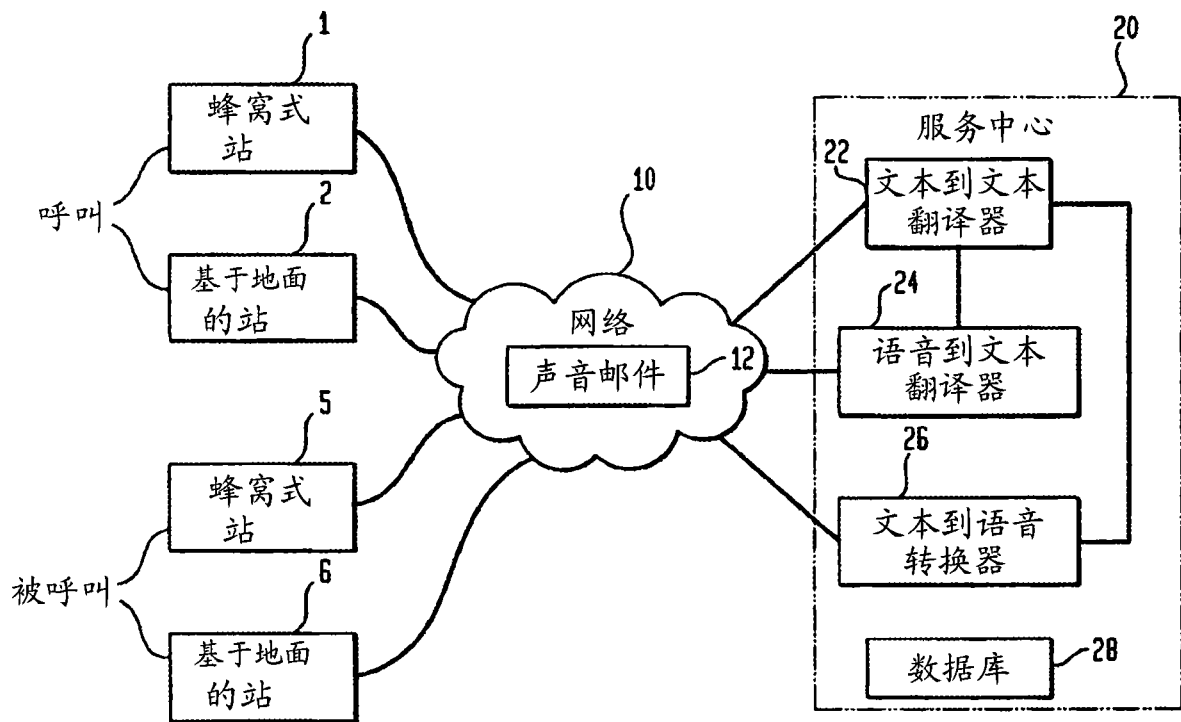 1
20
蜂窝式
站
服务中心
22
文本到文本
翻译器
呼叫
2
10
基于地面
的站
24
网络
声音邮件
12
语音到文本
翻译器
5
26
蜂窝式
站
文本到语音
转换器
被呼叫
6
基于地面
的站
数据库
28